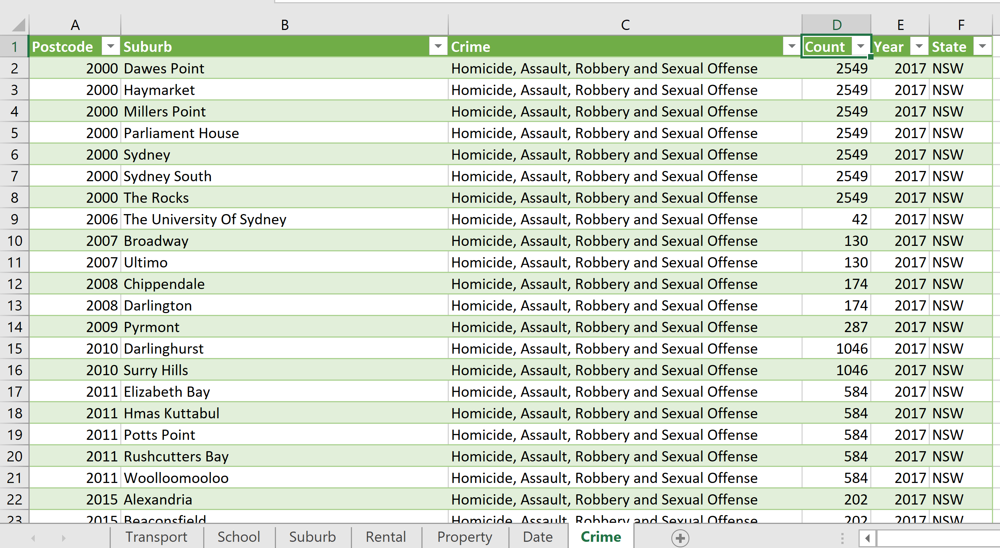 A B C D E F
1 Postcode Suburb Crime Count Year State
2 2000 Dawes Point Homicide, Assault, Robbery and Sexual Offense 2549 2017 NSW
3 2000 Haymarket Homicide, Assault, Robbery and Sexual Offense 2549 2017 NSW
4 2000 Millers Point Homicide, Assault, Robbery and Sexual Offense 2549 2017 NSW
5 2000 Parliament House Homicide, Assault, Robbery and Sexual Offense 2549 2017 NSW
6 2000 Sydney Homicide, Assault, Robbery and Sexual Offense 2549 2017 NSW
7 2000 Sydney South Homicide, Assault, Robbery and Sexual Offense 2549 2017 NSW
8 2000 The Rocks Homicide, Assault, Robbery and Sexual Offense 2549 2017 NSW
9 2006 The University Of Sydney Homicide, Assault, Robbery and Sexual Offense 42 2017 NSW
10 2007 Broadway Homicide, Assault, Robbery and Sexual Offense 130 2017 NSW
11 2007 Ultimo Homicide, Assault, Robbery and Sexual Offense 130 2017 NSW
12 2008 Chippendale Homicide, Assault, Robbery and Sexual Offense 174 2017 NSW
13 2008 Darlington Homicide, Assault, Robbery and Sexual Offense 174 2017 NSW
14 2009 Pyrmont Homicide, Assault, Robbery and Sexual Offense 287 2017 NSW
15 2010 Darlinghurst Homicide, Assault, Robbery and Sexual Offense 1046 2017 NSW
16 2010 Surry Hills Homicide, Assault, Robbery and Sexual Offense 1046 2017 NSW
17 2011 Elizabeth Bay Homicide, Assault, Robbery and Sexual Offense 584 2017 NSW
18 2011 Hmas Kuttabul Homicide, Assault, Robbery and Sexual Offense 584 2017 NSW
19 2011 Potts Point Homicide, Assault, Robbery and Sexual Offense 584 2017 NSW
20 2011 Rushcutters Bay Homicide, Assault, Robbery and Sexual Offense 584 2017 NSW
21 2011 Woolloomooloo Homicide, Assault, Robbery and Sexual Offense 584 2017 NSW
22 2015 Alexandria Homicide, Assault, Robbery and Sexual Offense 202 2017 NSW
23 2015 Beaconsfield Homicide, Assault, Robbery and Sexual Offense 202 2017 NSW
Transport School Suburb Rental Property Date Crime